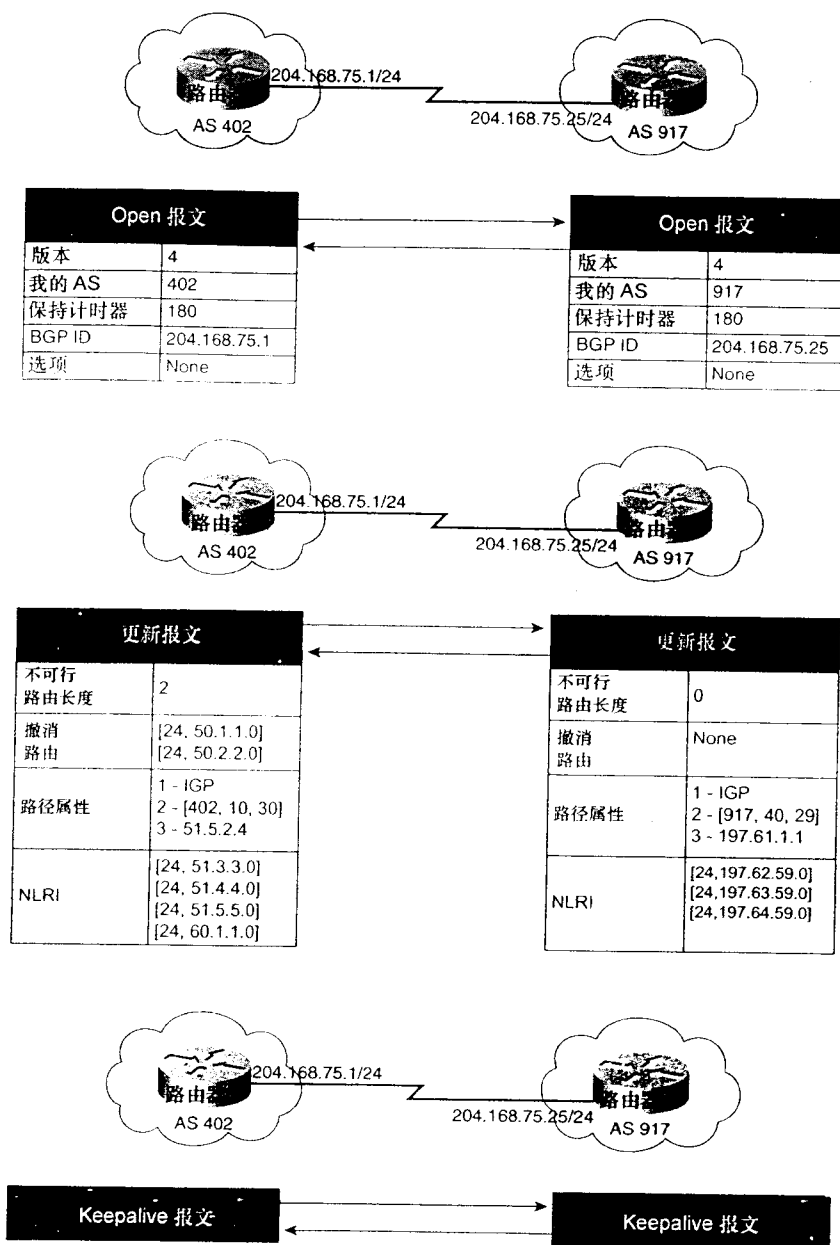 204.168.75.1/24
路由器
AS 402
路由器
204.168.75.25/24
AS 917
Open 报文
版本 4
我的 AS 402
保持计时器 180
BGP ID 204.168.75.1
选项 None
Open 报文
版本 4
我的 AS 917
保持计时器 180
BGP ID 204.168.75.25
选项 None
204.168.75.1/24
路由器
AS 402
路由器
204.168.75.25/24
AS 917
更新报文
不可行
路由长度 2
撤消 [24, 50.1.1.0]
路由 [24, 50.2.2.0]
1 - IGP
路径属性 2 - [402, 10, 30]
3 - 51.5.2.4
[24, 51.3.3.0]
[24, 51.4.4.0]
NLRI
[24, 51.5.5.0]
[24, 60.1.1.0]
更新报文
不可行
路由长度 0
撤消 None
路由
1 - IGP
路径属性 2 - [917, 40, 29]
3 - 197.61.1.1
[24,197.62.59.0]
[24,197.63.59.0]
NLRI
[24,197.64.59.0]
204.168.75.1/24
路由器
AS 402
路由器
204.168.75.25/24
AS 917
Keepalive 报文
Keepalive 报文